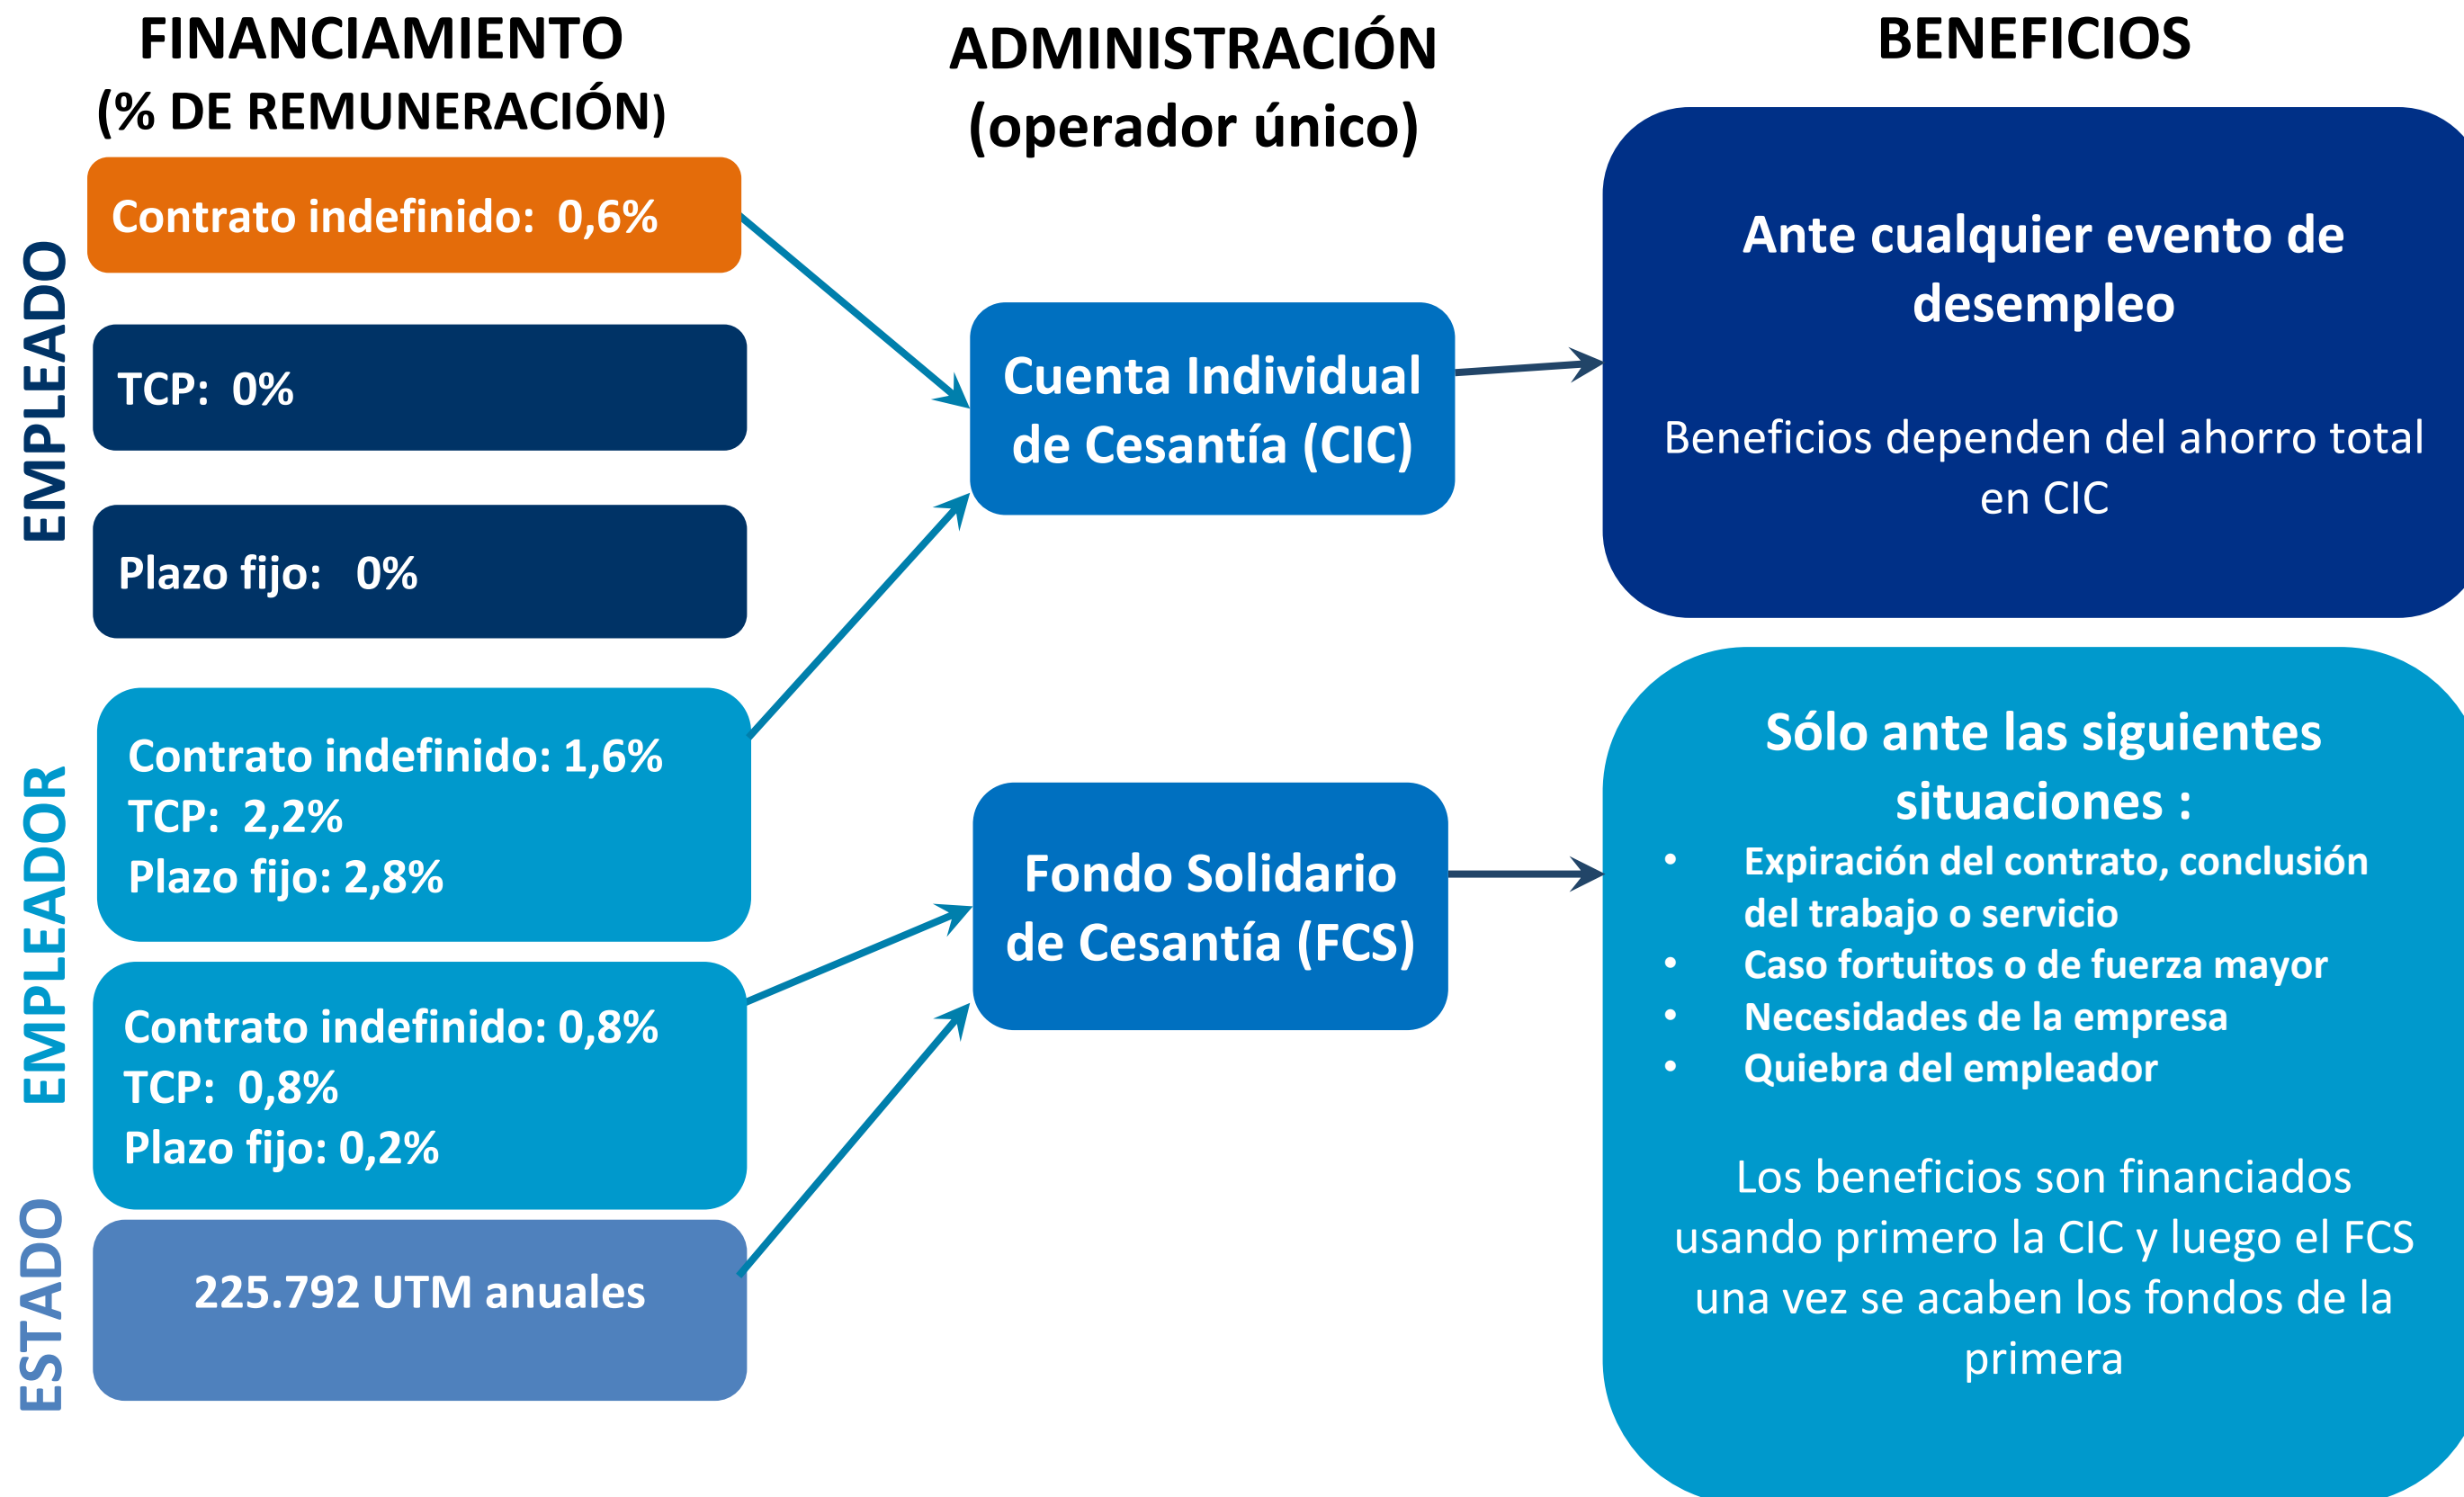 FINANCIAMIENTO
(% DE REMUNERACIÓN)
EMPLEADO
Contrato indefinido: 0,6%
TCP: 0%
Plazo fijo: 0%
EMPLEADOR
Contrato indefinido: 1,6%
TCP: 2,2%
Plazo fijo: 2,8%
Contrato indefinido: 0,8%
TCP: 0,8%
Plazo fijo: 0,2%
ESTADO
225.792 UTM anuales
ADMINISTRACIÓN
(operador único)
Cuenta Individual
de Cesantía (CIC)
Fondo Solidario
de Cesantía (FCS)
BENEFICIOS
Ante cualquier evento de
desempleo
Beneficios dependen del ahorro total
en CIC
Sólo ante las siguientes
situaciones :
• Expiración del contrato, conclusión
del trabajo o servicio
• Caso fortuitos o de fuerza mayor
• Necesidades de la empresa
• Quiebra del empleador
Los beneficios son financiados
usando primero la CIC y luego el FCS
una vez se acaben los fondos de la
primera